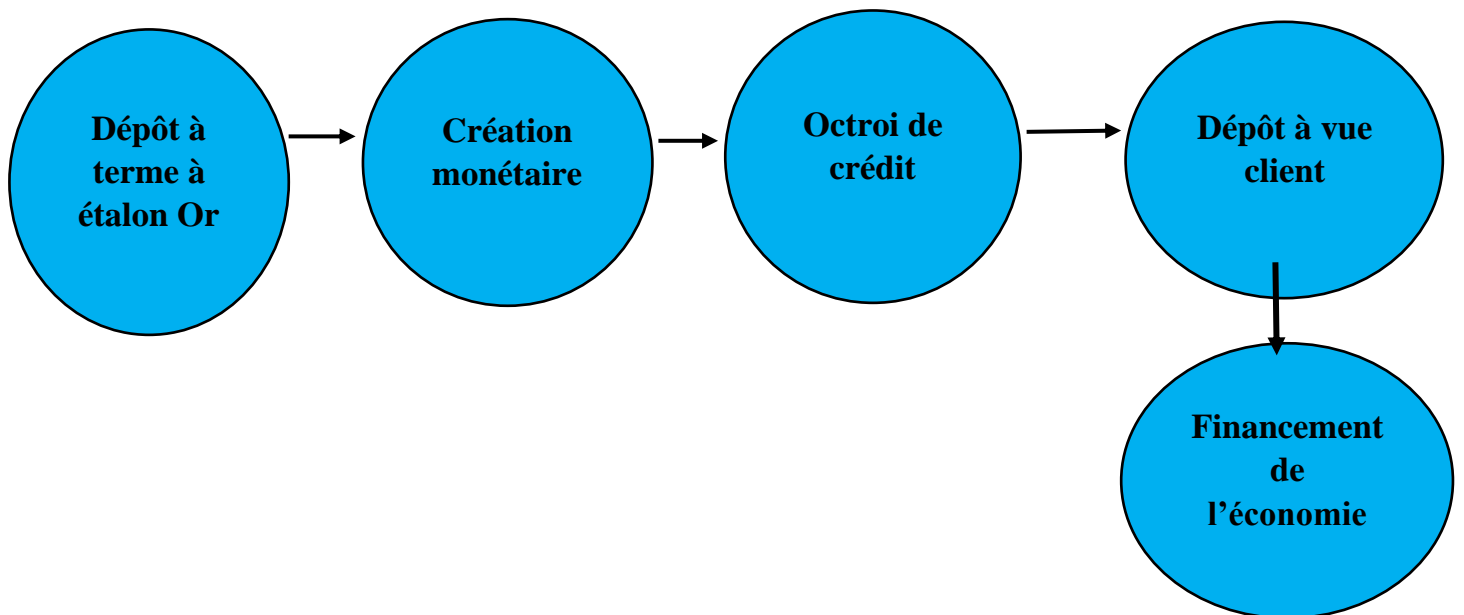 Dépôt à
terme à
étalon Or
Création
monétaire
Octroi de
crédit
Dépôt à vue
client
Financement
de
l’économie